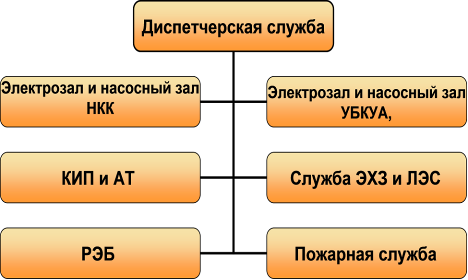 Диспетчерская служба
Электрозал и насосный зал
НКК
Электрозал и насосный зал
УБКУА,
КИП и АТ
Служба ЭХЗ и ЛЭС
РЭБ
Пожарная служба